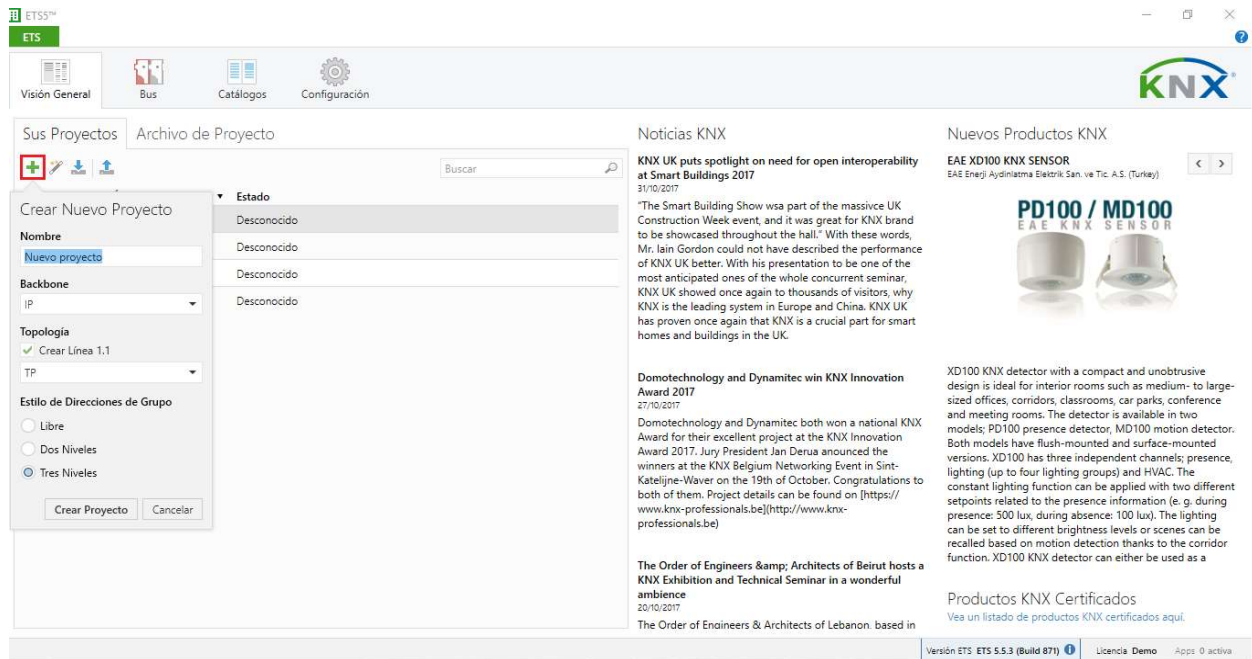 ETS5™
ETS
Visión General
Bus
Catálogos
Configuración
KNX®
Sus Proyectos
Archivo de Proyecto
Buscar
Estado
Desconocido
Desconocido
Desconocido
Desconocido
Crear Nuevo Proyecto
Nombre
Nuevo proyecto
Backbone
IP
Topología
Crear Línea 1.1
TP
Estilo de Direcciones de Grupo
Libre
Dos Niveles
Tres Niveles
Crear Proyecto
Cancelar
Noticias KNX
KNX UK puts spotlight on need for open interoperability
at Smart Buildings 2017
31/10/2017
"The Smart Building Show wsa part of the massivce UK
Construction Week event, and it was great for KNX brand
to be showcased throughout the hall." With these words,
Mr. Iain Gordon could not have described the performance
of KNX UK better. With his presentation to be one of the
most anticipated ones of the whole concurrent seminar,
KNX UK showed once again to thousands of visitors, why
KNX is the leading system in Europe and China. KNX UK
has proven once again that KNX is a crucial part for smart
homes and buildings in the UK.
Domotechnology and Dynamitec win KNX Innovation
Award 2017
27/10/2017
Domotechnology and Dynamitec both won a national KNX
Award for their excellent project at the KNX Innovation
Award 2017. Jury President Jan Derua anounced the
winners at the KNX Belgium Networking Event in Sint-
Katelijne-Waver on the 19th of October. Congratulations to
both of them. Project details can be found on [https://
www.knx-professionals.be](http://www.knx-
professionals.be)
The Order of Engineers &amp; Architects of Beirut hosts a
KNX Exhibition and Technical Seminar in a wonderful
ambience
20/10/2017
The Order of Engineers & Architects of Lebanon, based in
Nuevos Productos KNX
EAE XD100 KNX SENSOR
EAE Enerji Aydinlatma Elektrik San. ve Tic. A.S. (Turkey)
PD100 / MD100
EAE KNX SENSOR
XD100 KNX detector with a compact and unobtrusive
design is ideal for interior rooms such as medium- to large-
sized offices, corridors, classrooms, car parks, conference
and meeting rooms. The detector is available in two
models; PD100 presence detector, MD100 motion detector.
Both models have flush-mounted and surface-mounted
versions. XD100 has three independent channels; presence,
lighting (up to four lighting groups) and HVAC. The
constant lighting function can be applied with two different
setpoints related to the presence information (e. g. during
presence: 500 lux, during absence: 100 lux). The lighting
can be set to different brightness levels or scenes can be
recalled based on motion detection thanks to the corridor
function. XD100 KNX detector can either be used as a
Productos KNX Certificados
Vea un listado de productos KNX certificados aquí.
Versión ETS ETS 5.5.3 (Build 871)
Licencia Demo
Apps 0 activa